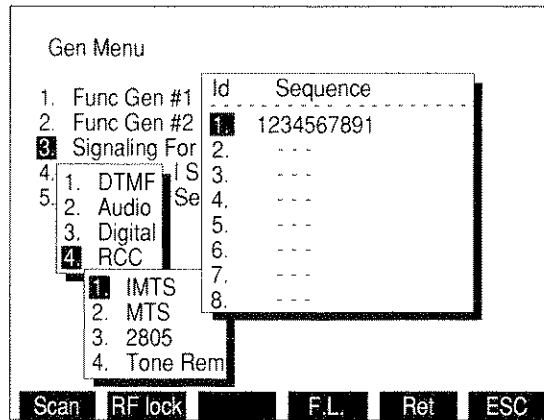 Gen Menu
1. Func Gen #1
2. Func Gen #2
3. Signaling For
4. l S
5. Se
1. DTMF
2. Audio
3. Digital
4. RCC
1. IMTS
2. MTS
3. 2805
4. Tone Rem
Id Sequence
1. 1234567891
2. - - -
3. - - -
4. - - -
5. - - -
6. - - -
7. - - -
8. - - -
Scan RF lock F.L. Ret ESC